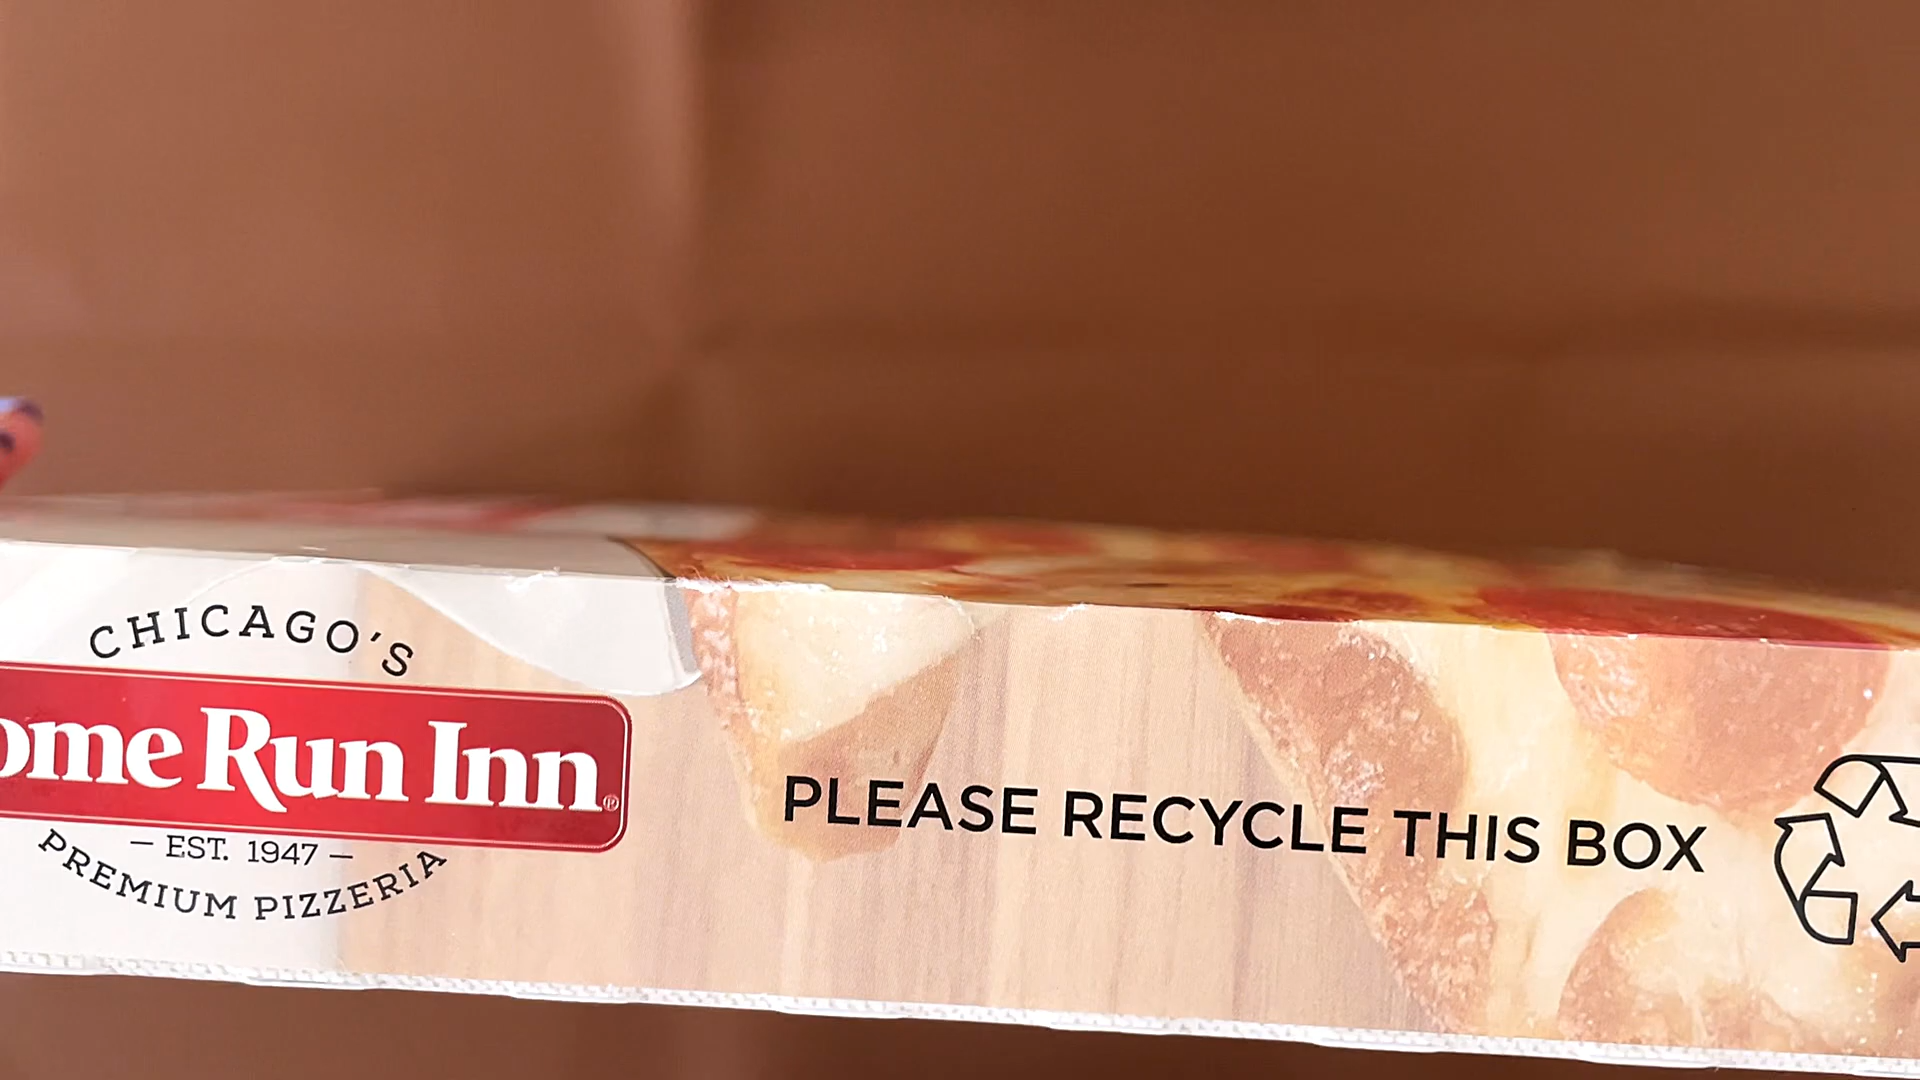 CHICAGO'S
ome Run Inn®
– EST. 1947 –
PREMIUM PIZZERIA
PLEASE RECYCLE THIS BOX